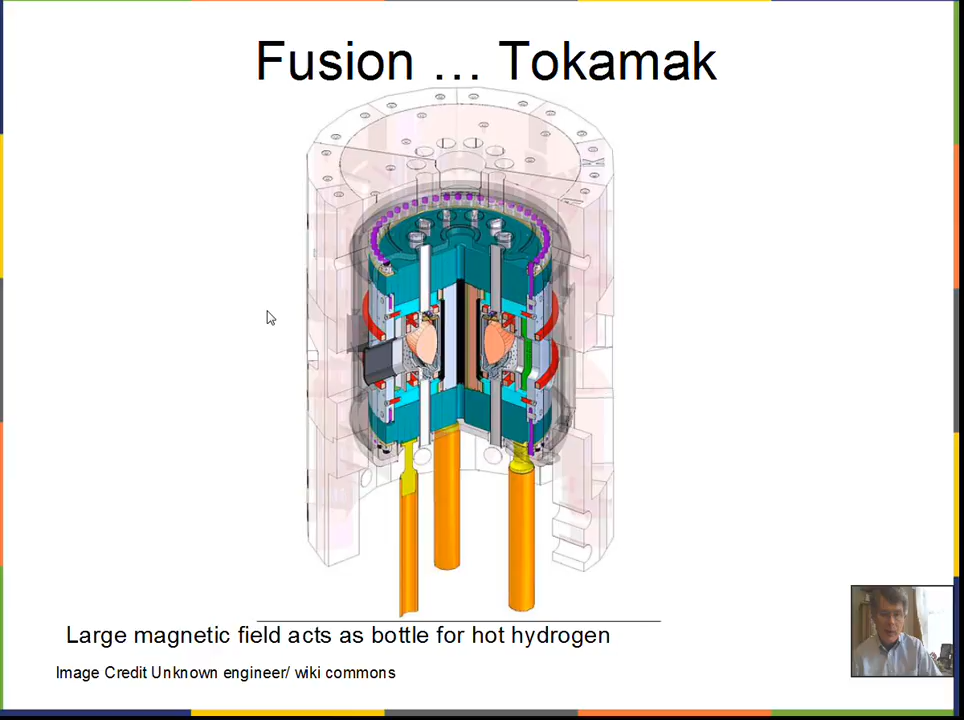 Fusion … Tokamak
Large magnetic field acts as bottle for hot hydrogen
Image Credit Unknown engineer/ wiki commons